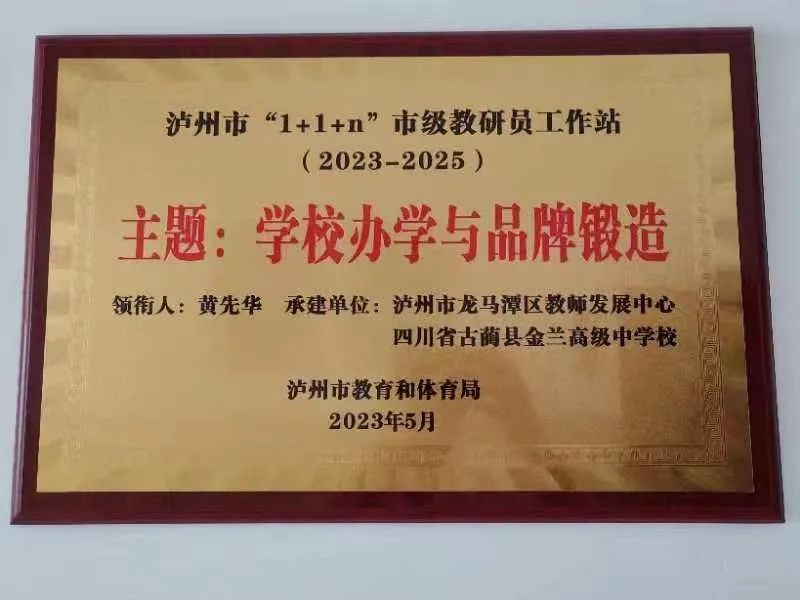 泸州市“1+1+n”市级教研员工作站
（2023-2025）
主题：学校办学与品牌锻造
领衔人：黄先华 承建单位：泸州市龙马潭区教师发展中心
四川省古蔺县金兰高级中学校
泸州市教育和体育局
2023年5月